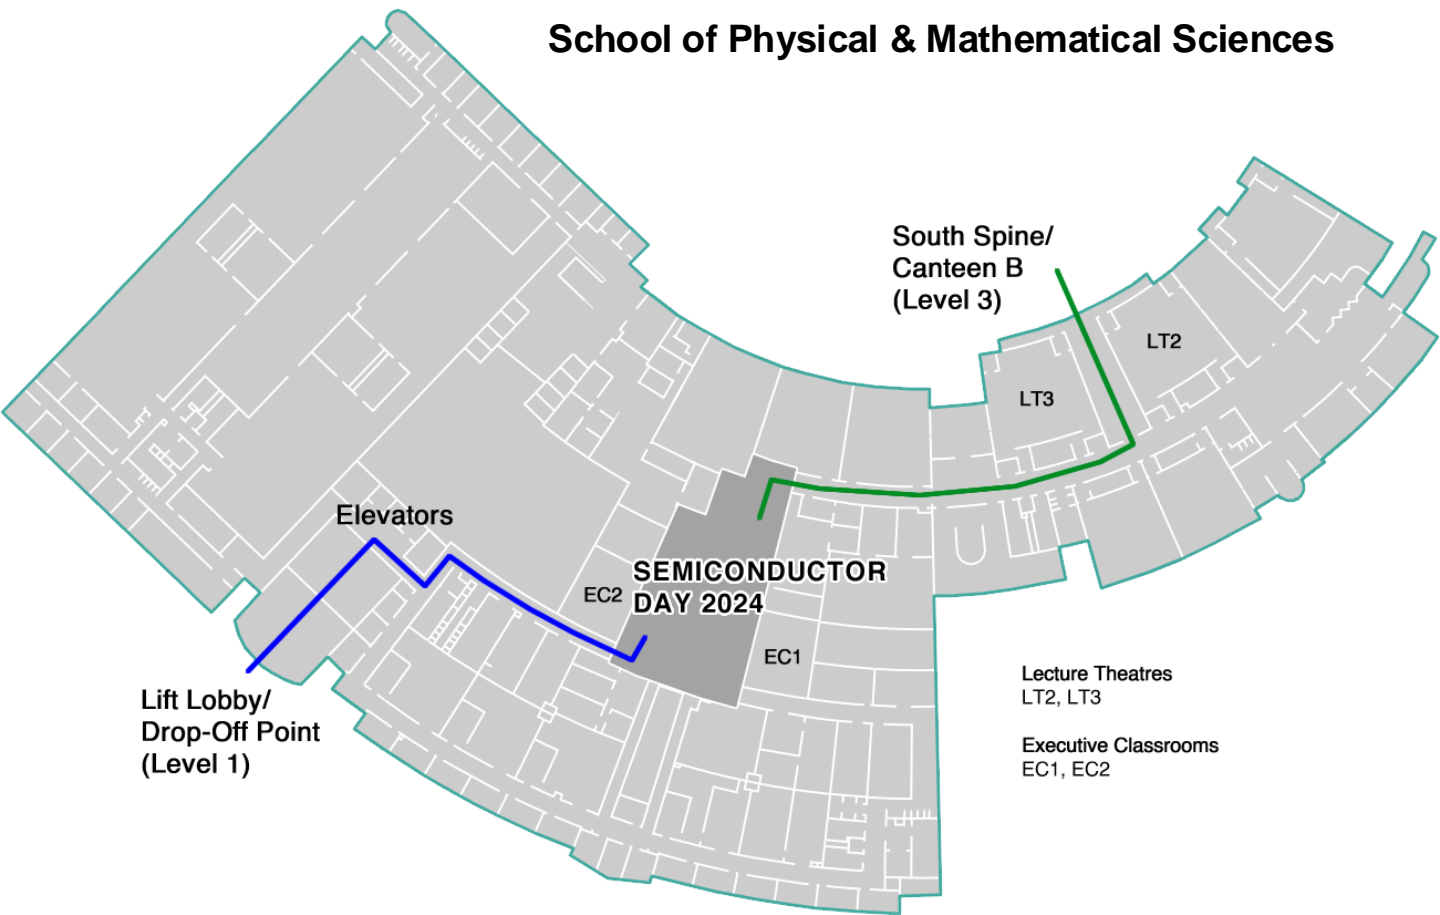 School of Physical & Mathematical Sciences
South Spine/
Canteen B
(Level 3)
LT2
LT3
Elevators
SEMICONDUCTOR
DAY 2024
EC2
EC1
Lift Lobby/
Drop-Off Point
(Level 1)
Lecture Theatres
LT2, LT3
Executive Classrooms
EC1, EC2